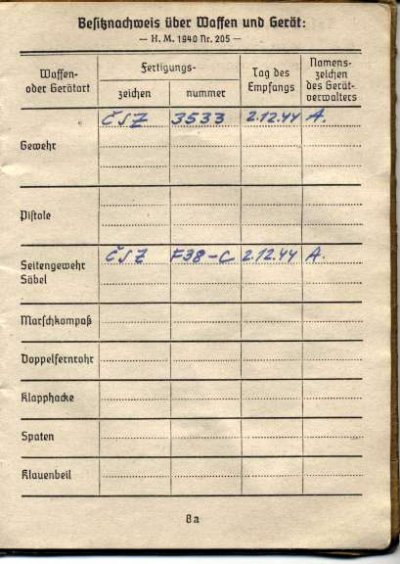 Besitznachweis über Waffen und Gerät:
— H. M. 1940 Nr. 205 —
Waffen- oder Gerätart
Fertigungs-
zeichen
nummer
Tag des Empfangs
Namens-zeichen des Gerät-verwalters
Gewehr ČSZ 3533 2.12.44 A.
Pistole
Seitengewehr Säbel ČSZ F38-C 2.12.44 A.
Marschkompaß
Doppelfernrohr
Klapphacke
Spaten
Klauenbeil
8a